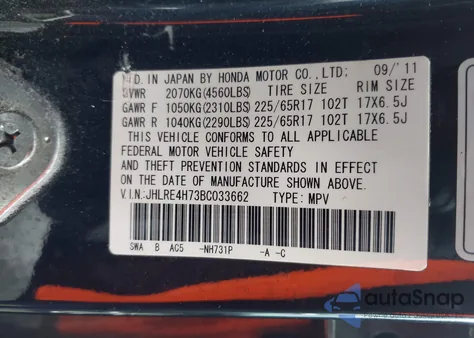 MFD. IN JAPAN BY HONDA MOTOR CO., LTD: 09/'11
GVWR 2070KG(4560LBS) TIRE SIZE RIM SIZE
GAWR F 1050KG(2310LBS) 225/65R17 102T 17X6.5J
GAWR R 1040KG(2290LBS) 225/65R17 102T 17X6.5J
THIS VEHICLE CONFORMS TO ALL APPLICABLE
FEDERAL MOTOR VEHICLE SAFETY
AND THEFT PREVENTION STANDARDS IN EFFECT
ON THE DATE OF MANUFACTURE SHOWN ABOVE.
V.I.N.:JHLRE4H73BC033662 TYPE: MPV
SWA B AC5 -NH731P -A -C
autoSnap